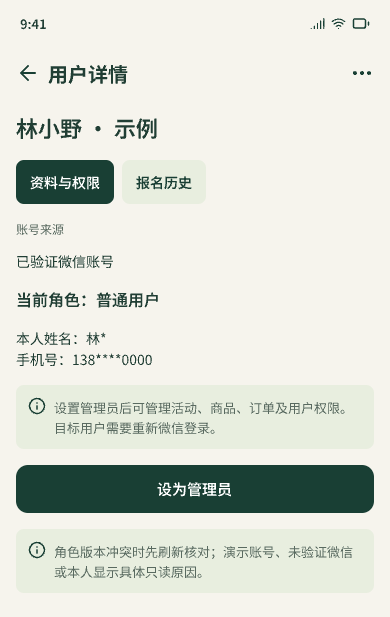 9:41
用户详情
林小野 · 示例
资料与权限 报名历史
账号来源
已验证微信账号
当前角色：普通用户
本人姓名：林*
手机号：138****0000
设置管理员后可管理活动、商品、订单及用户权限。
目标用户需要重新微信登录。
设为管理员
角色版本冲突时先刷新核对；演示账号、未验证微信
或本人显示具体只读原因。